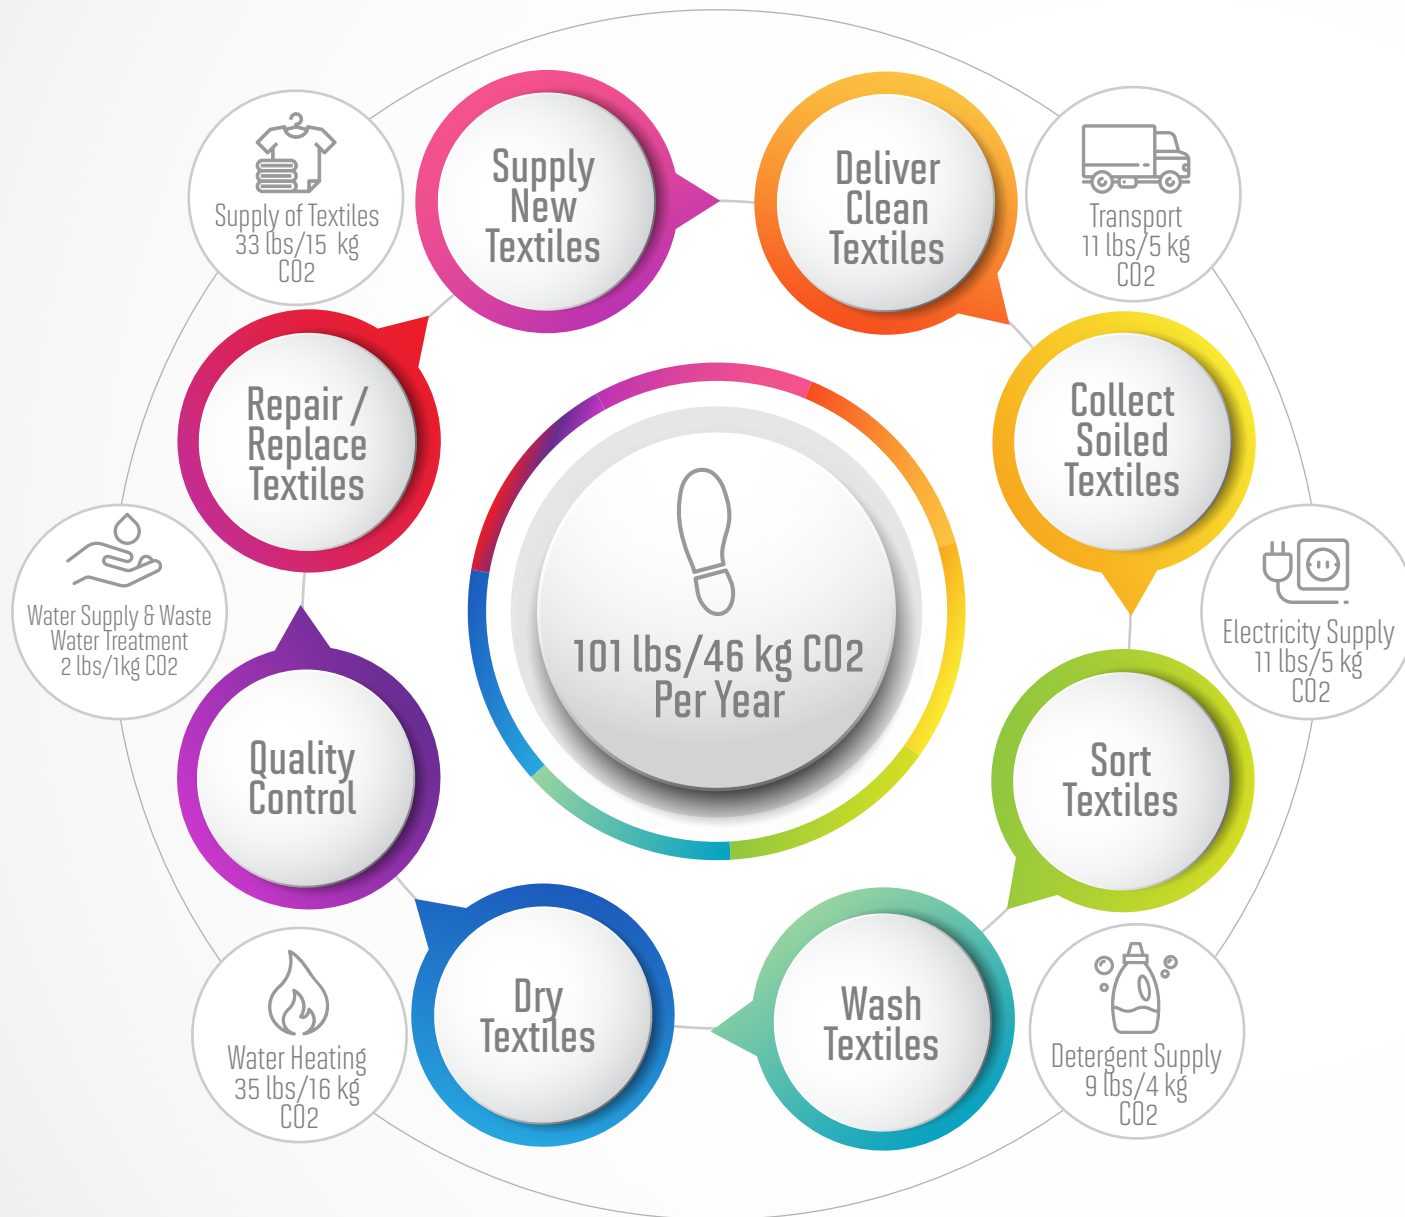 Supply
New
Textiles
Deliver
Clean
Textiles
Transport
11 lbs/5 kg
CO2
Collect
Soiled
Textiles
Electricity Supply
11 lbs/5 kg
CO2
Sort
Textiles
Detergent Supply
9 lbs/4 kg
CO2
Wash
Textiles
Dry
Textiles
Water Heating
35 lbs/16 kg
CO2
Quality
Control
Water Supply & Waste
Water Treatment
2 lbs/1kg CO2
Repair /
Replace
Textiles
Supply of Textiles
33 lbs/15 kg
CO2
101 lbs/46 kg CO2
Per Year